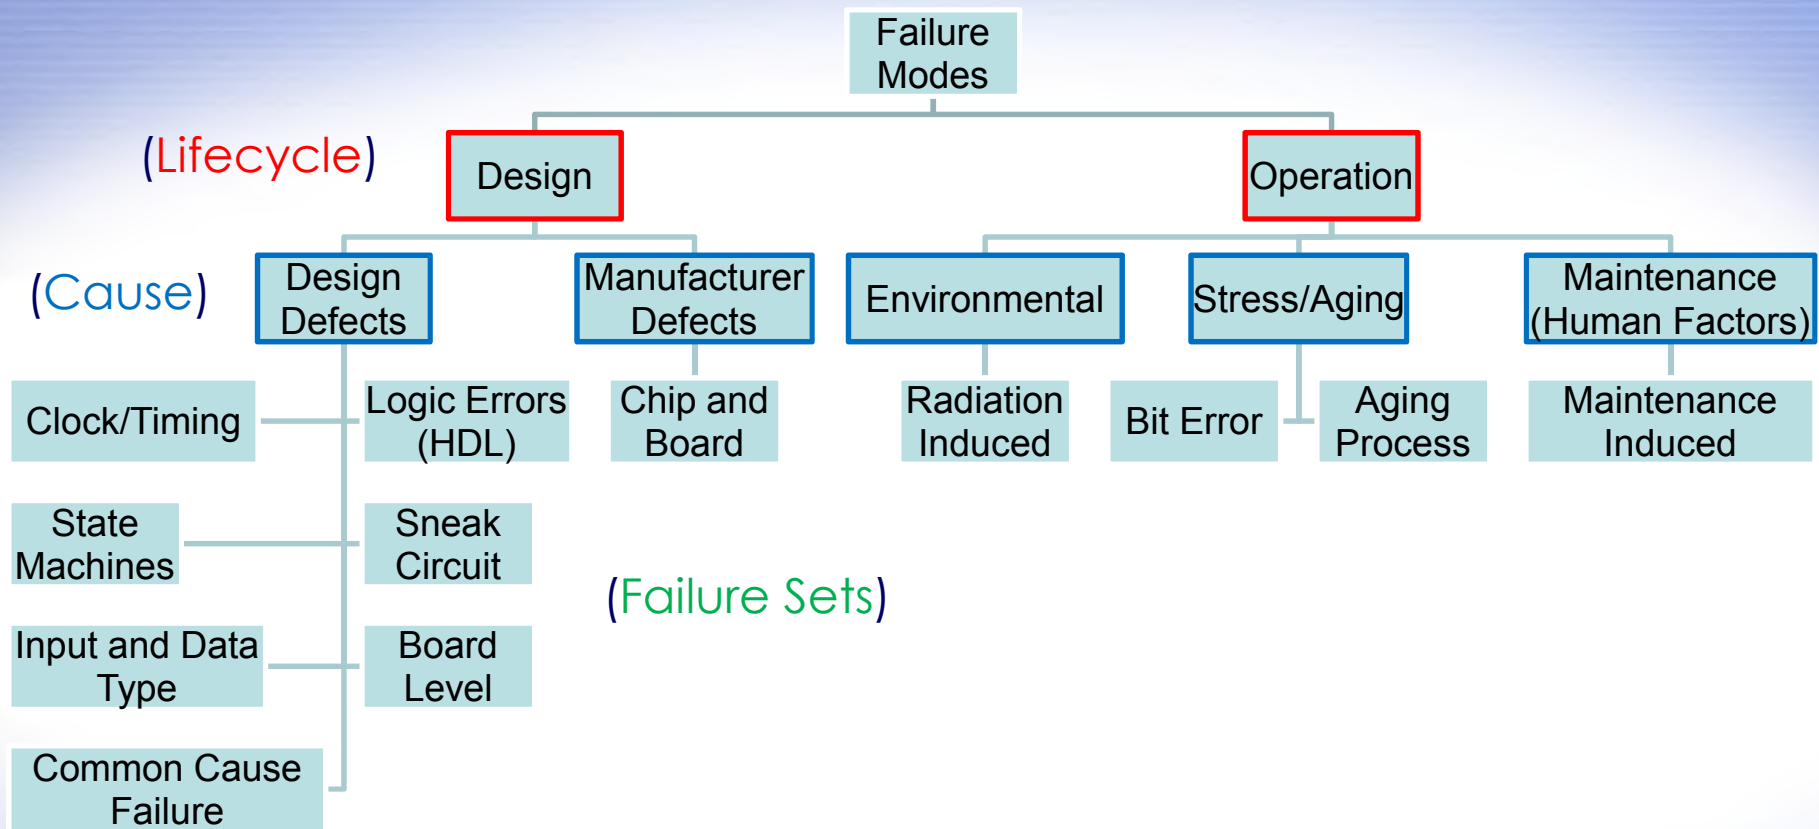 Failure
Modes
(Lifecycle)
Design
Operation
(Cause)
Design
Defects
Manufacturer
Defects
Environmental
Stress/Aging
Maintenance
(Human Factors)
Clock/Timing
Logic Errors
(HDL)
Chip and
Board
Radiation
Induced
Bit Error
Aging
Process
Maintenance
Induced
State
Machines
Sneak
Circuit
(Failure Sets)
Input and Data
Type
Board
Level
Common Cause
Failure